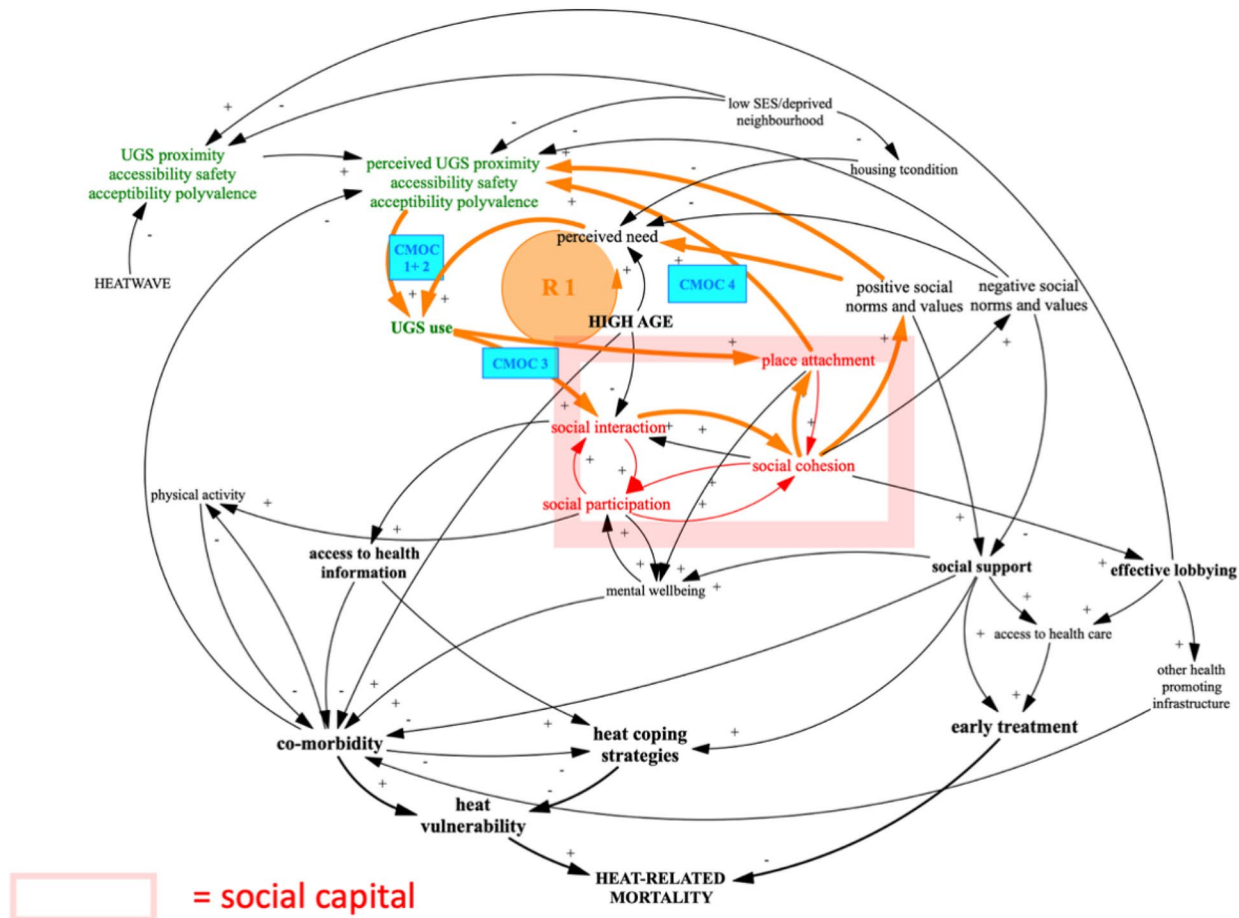 low SES/deprived
neighbourhood
UGS proximity
accessibility safety
acceptibility polyvalence
perceived UGS proximity
accessibility safety
acceptibility polyvalence
housing tcondition
HEATWAVE
CMOC
1+ 2
perceived need
R 1
CMOC 4
positive social
norms and values
negative social
norms and values
UGS use
HIGH AGE
CMOC 3
place attachment
social interaction
social cohesion
physical activity
social participation
access to health
information
mental wellbeing
social support
effective lobbying
access to health care
other health
promoting
infrastructure
co-morbidity
heat coping
strategies
early treatment
heat
vulnerability
HEAT-RELATED
MORTALITY
= social capital